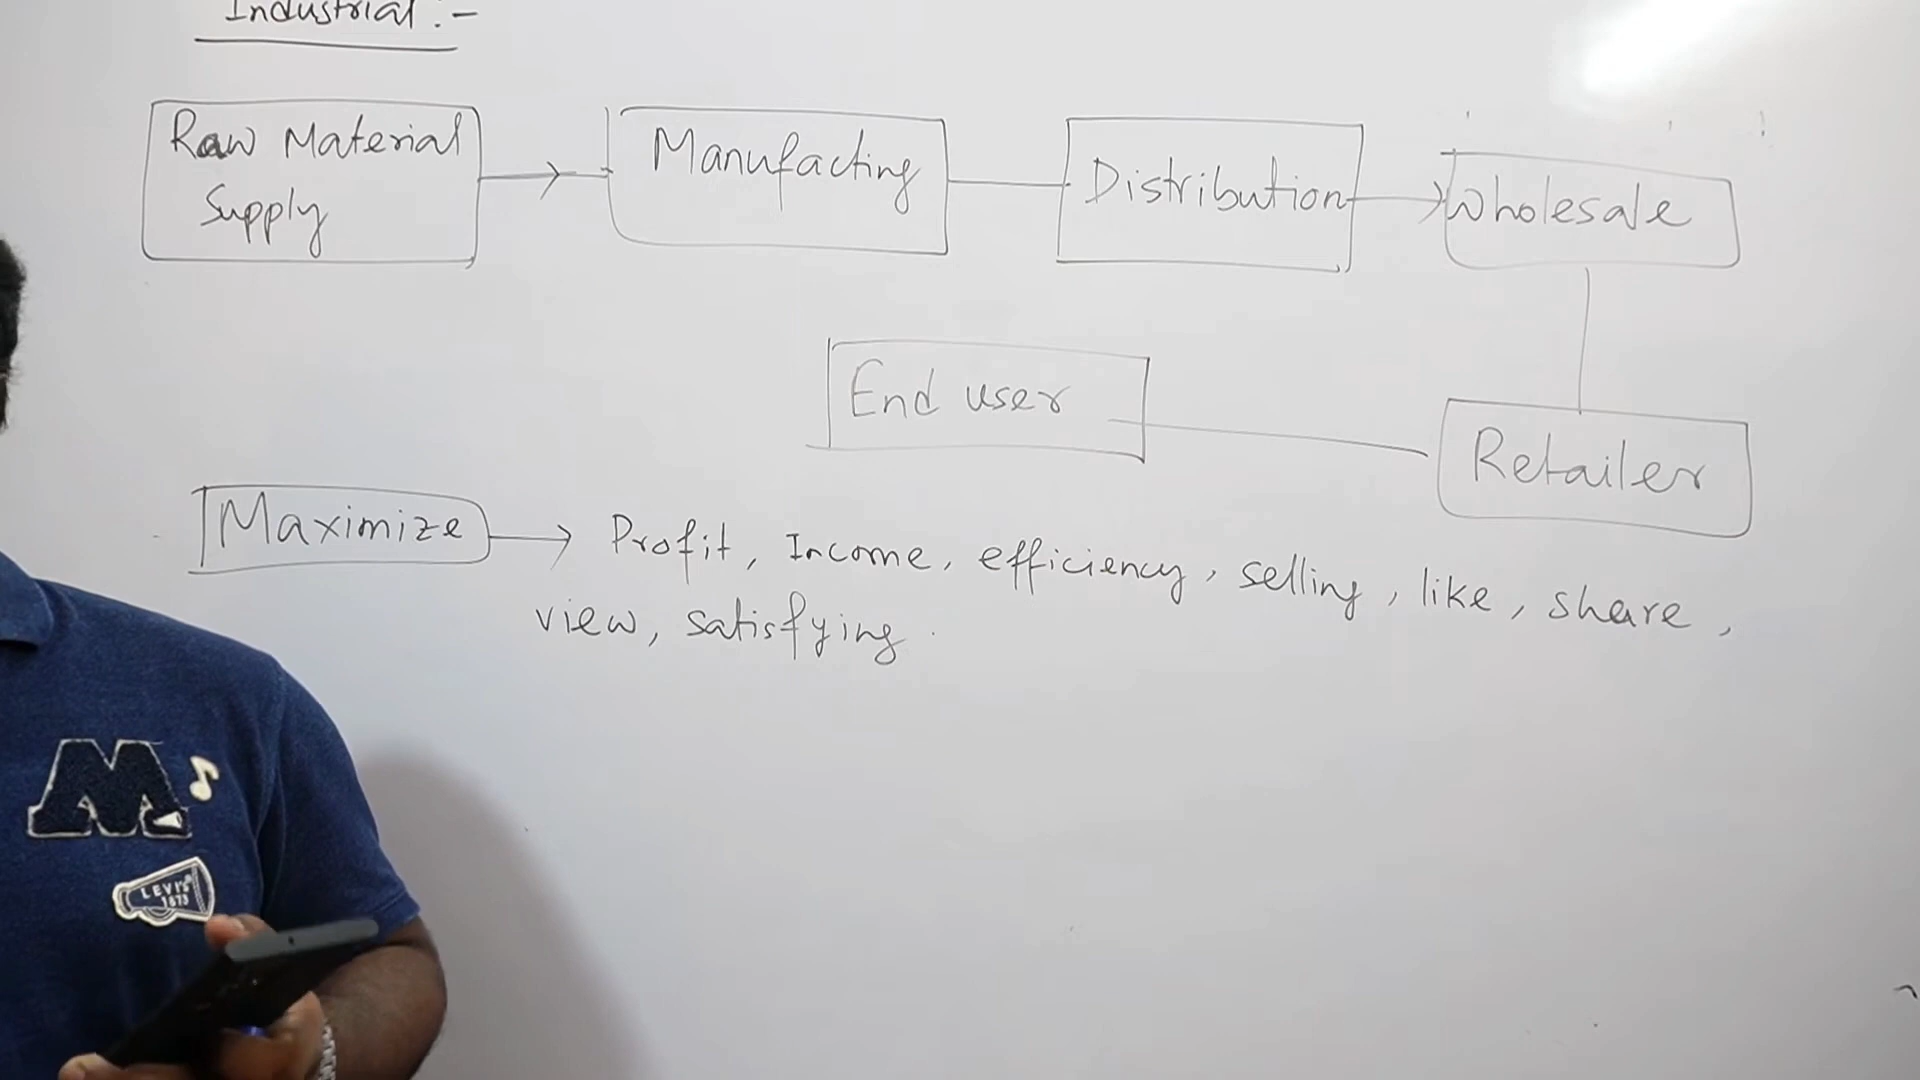 Industrial :-
Raw Material
Supply
Manufacting
Distribution
Wholesale
End user
Retailer
Maximize → Profit, Income, efficiency, selling, like, share,
view, satisfying.
M
LEVI'S
1873